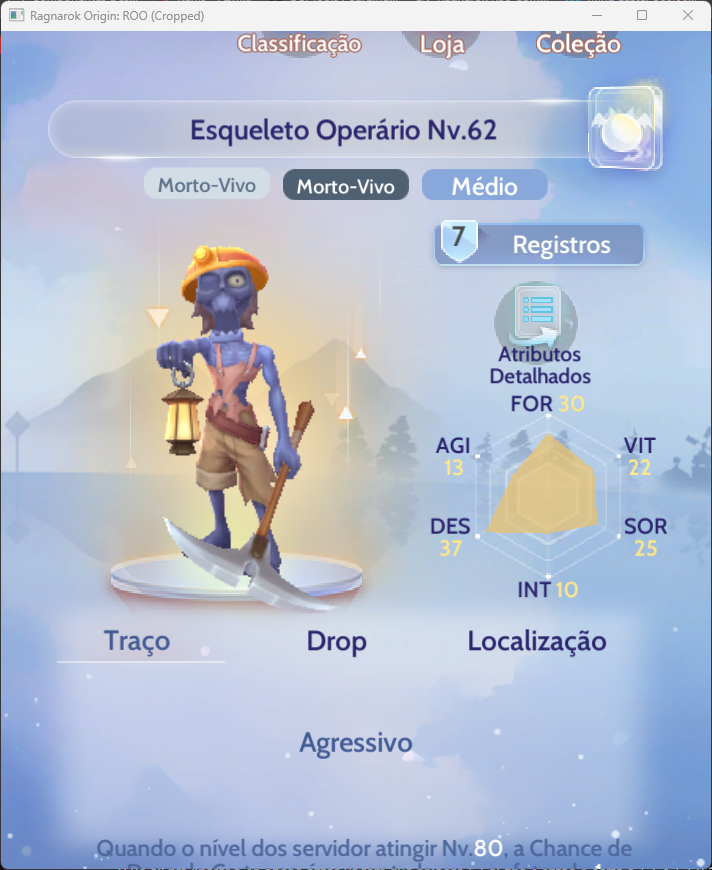 Ragnarok Origin: ROO (Cropped)
Classificação Loja Coleção
Esqueleto Operário Nv.62
Morto-Vivo Morto-Vivo Médio
7 Registros
Atributos
Detalhados
FOR 30
AGI VIT
13 22
DES SOR
37 25
INT 10
Traço Drop Localização
Agressivo
Quando o nível dos servidor atingir Nv.80, a Chance de